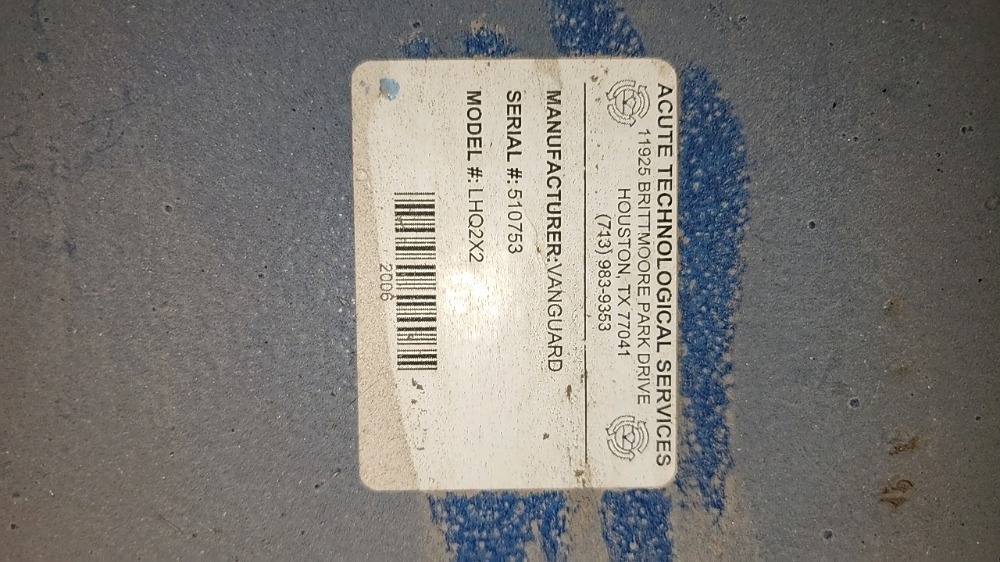 ACUTE TECHNOLOGICAL SERVICES
11925 BRITTMOORE PARK DRIVE
HOUSTON, TX 77041
(713) 983-9353
MANUFACTURER: VANGUARD
SERIAL #: 510753
MODEL #: LHQ2X2
2006